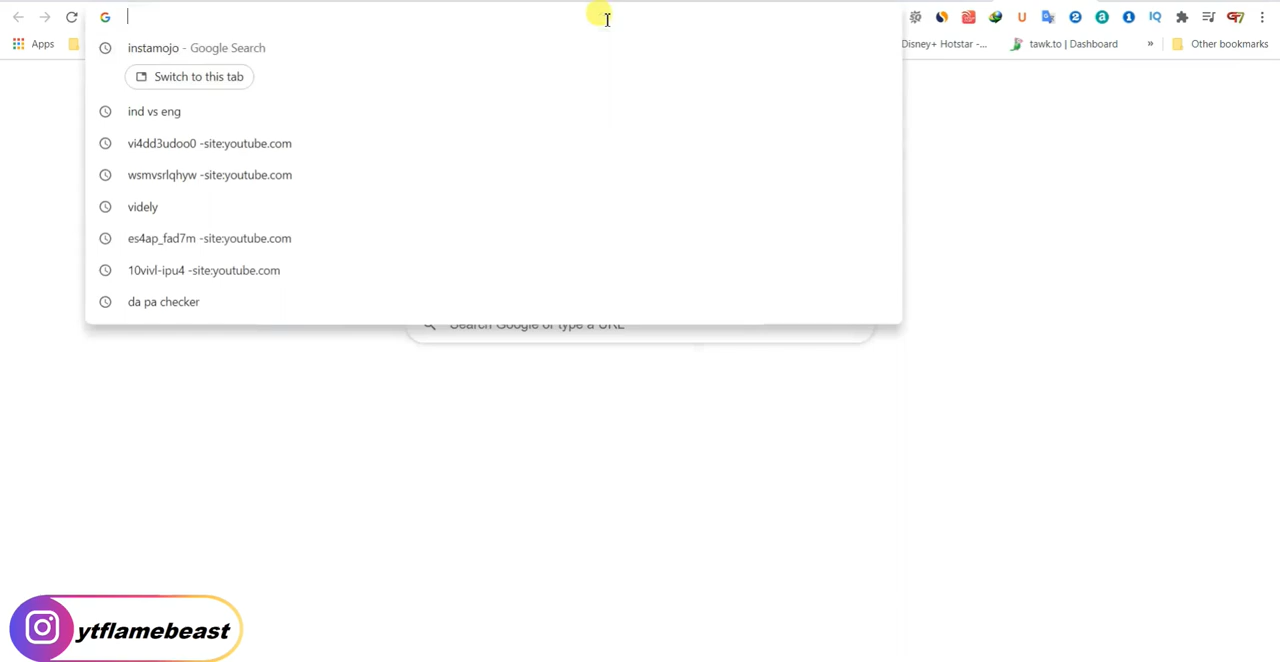 instamojo - Google Search
Switch to this tab
ind vs eng
vi4dd3udoo0 -site:youtube.com
wsmvsrlqhyw -site:youtube.com
videly
es4ap_fad7m -site:youtube.com
10vivl-ipu4 -site:youtube.com
da pa checker
Apps
Disney+ Hotstar -...
tawk.to | Dashboard
»
Other bookmarks
IQ
Search Google or type a URL
ytflamebeast